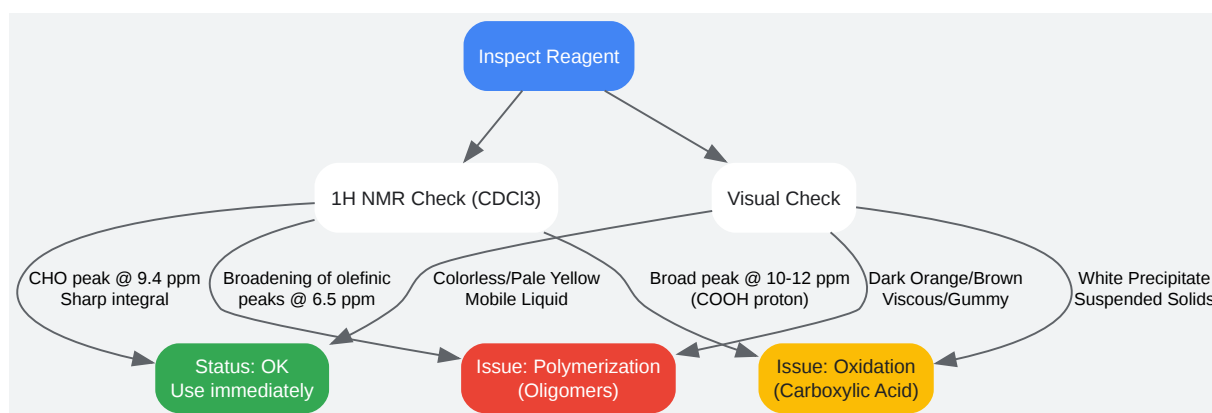 Inspect Reagent
1H NMR Check (CDCl3)
Visual Check
CHO peak @ 9.4 ppm
Sharp integral
Broadening of olefinic
peaks @ 6.5 ppm
Colorless/Pale Yellow
Mobile Liquid
Broad peak @ 10-12 ppm
(COOH proton)
Dark Orange/Brown
Viscous/Gummy
White Precipitate
Suspended Solids
Status: OK
Use immediately
Issue: Polymerization
(Oligomers)
Issue: Oxidation
(Carboxylic Acid)